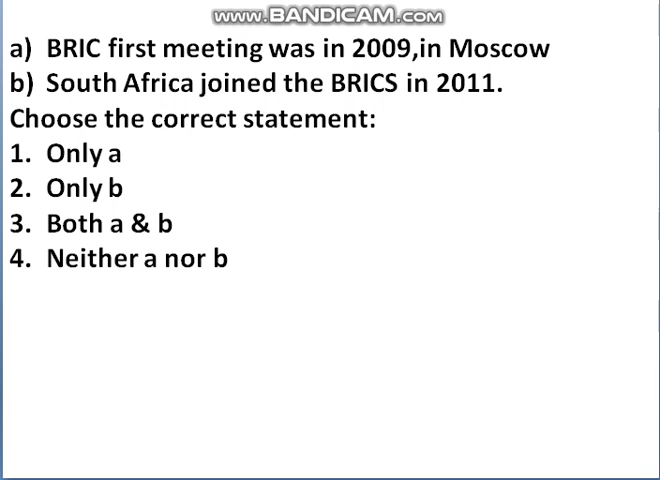 www.BANDICAM.com
a) BRIC first meeting was in 2009,in Moscow
b) South Africa joined the BRICS in 2011.
Choose the correct statement:
1. Only a
2. Only b
3. Both a & b
4. Neither a nor b